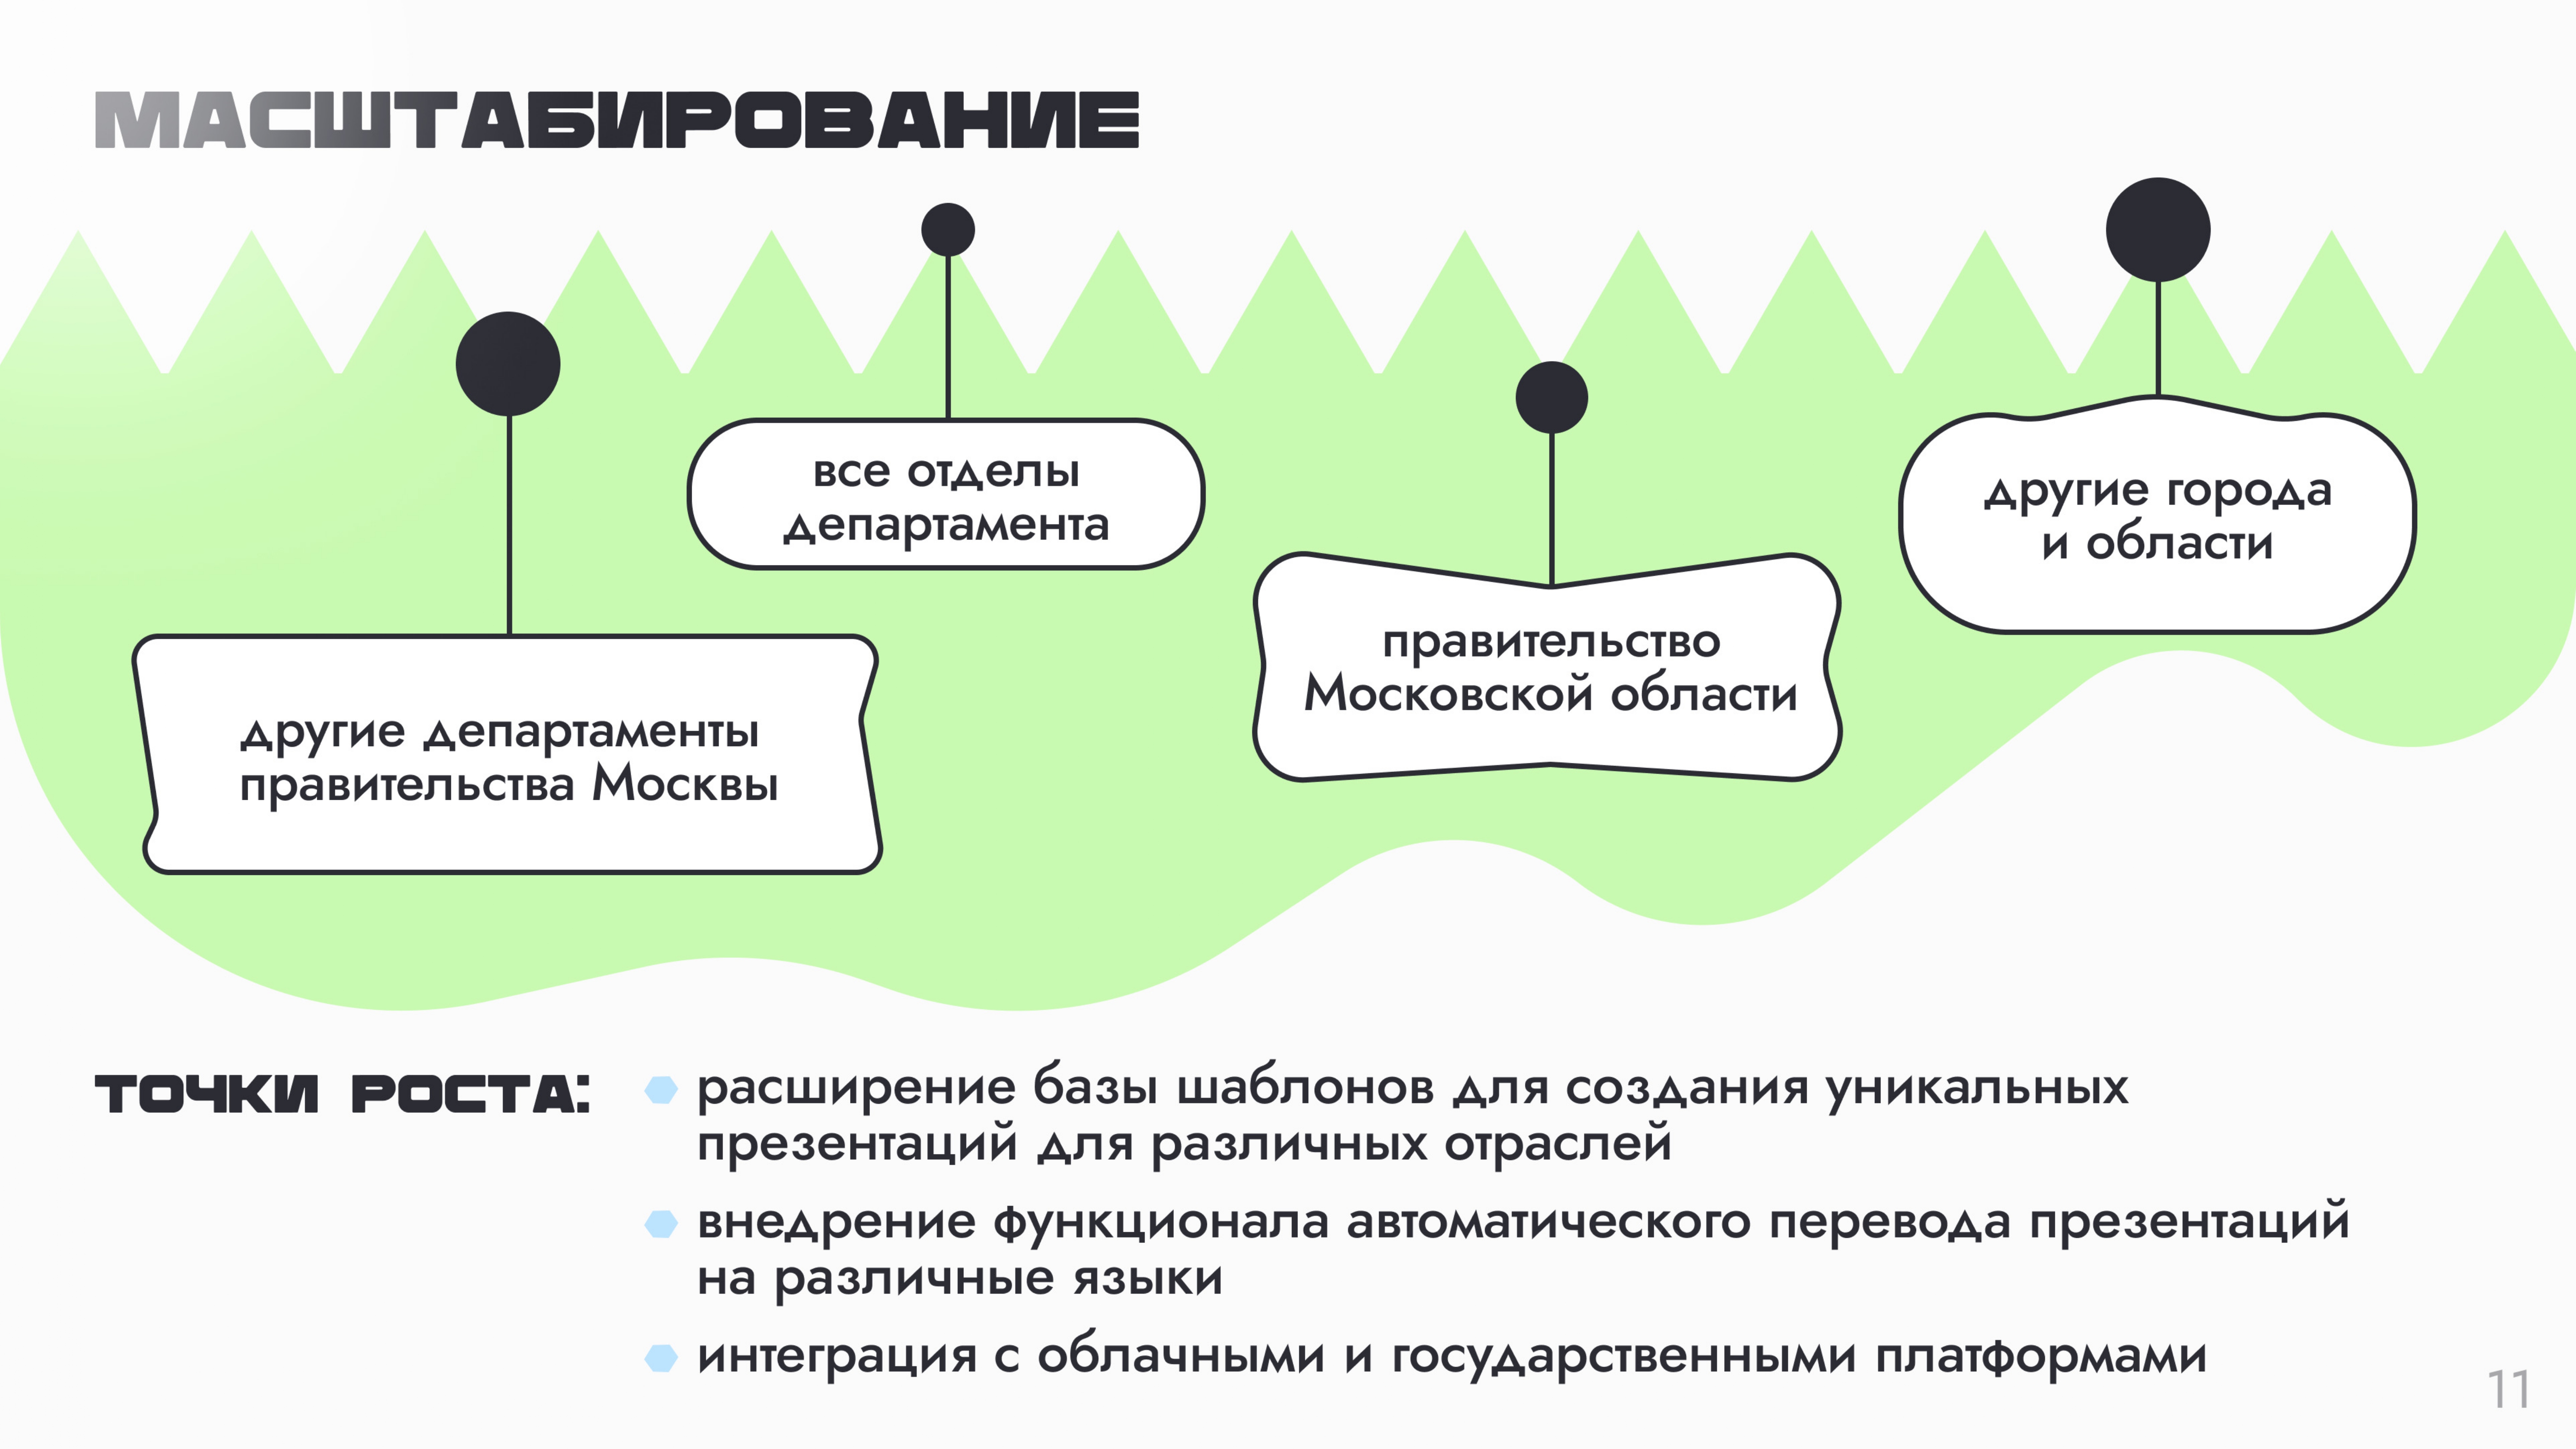 МАСШТАБИРОВАНИЕ
все отделы
департамента
другие города
и области
правительство
Московской области
другие департаменты
правительства Москвы
ТОЧКИ РОСТА:
расширение базы шаблонов для создания уникальных
презентаций для различных отраслей
внедрение функционала автоматического перевода презентаций
на различные языки
интеграция с облачными и государственными платформами
11